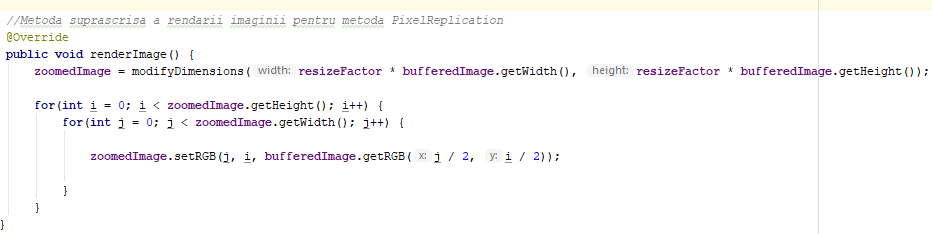 //Metoda suprascrisa a rendarii imaginii pentru metoda PixelReplication
@Override
public void renderImage() {
zoomedImage = modifyDimensions( width: resizeFactor * bufferedImage.getWidth(), height: resizeFactor * bufferedImage.getHeight());
for(int i = 0; i < zoomedImage.getHeight(); i++) {
for(int j = 0; j < zoomedImage.getWidth(); j++) {
zoomedImage.setRGB(j, i, bufferedImage.getRGB( x: j / 2, y: i / 2));
}
}
}